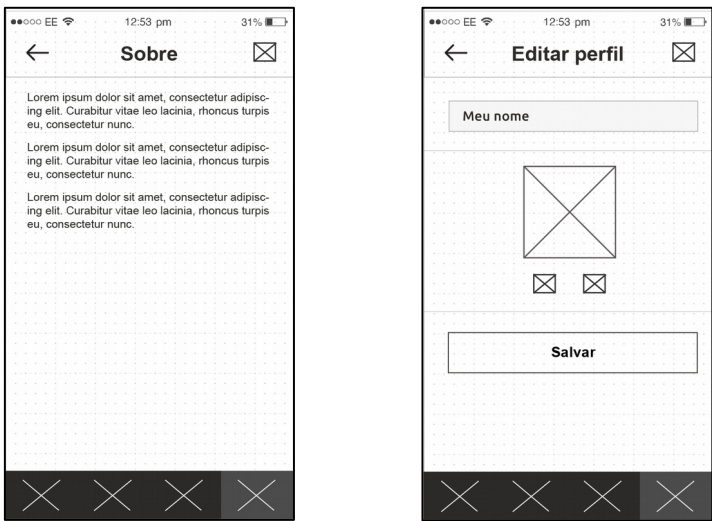 EE 12:53 pm 31%
Sobre
Lorem ipsum dolor sit amet, consectetur adipisc-
ing elit. Curabitur vitae leo lacinia, rhoncus turpis
eu, consectetur nunc.
Lorem ipsum dolor sit amet, consectetur adipisc-
ing elit. Curabitur vitae leo lacinia, rhoncus turpis
eu, consectetur nunc.
Lorem ipsum dolor sit amet, consectetur adipisc-
ing elit. Curabitur vitae leo lacinia, rhoncus turpis
eu, consectetur nunc.
EE 12:53 pm 31%
Editar perfil
Meu nome
Salvar